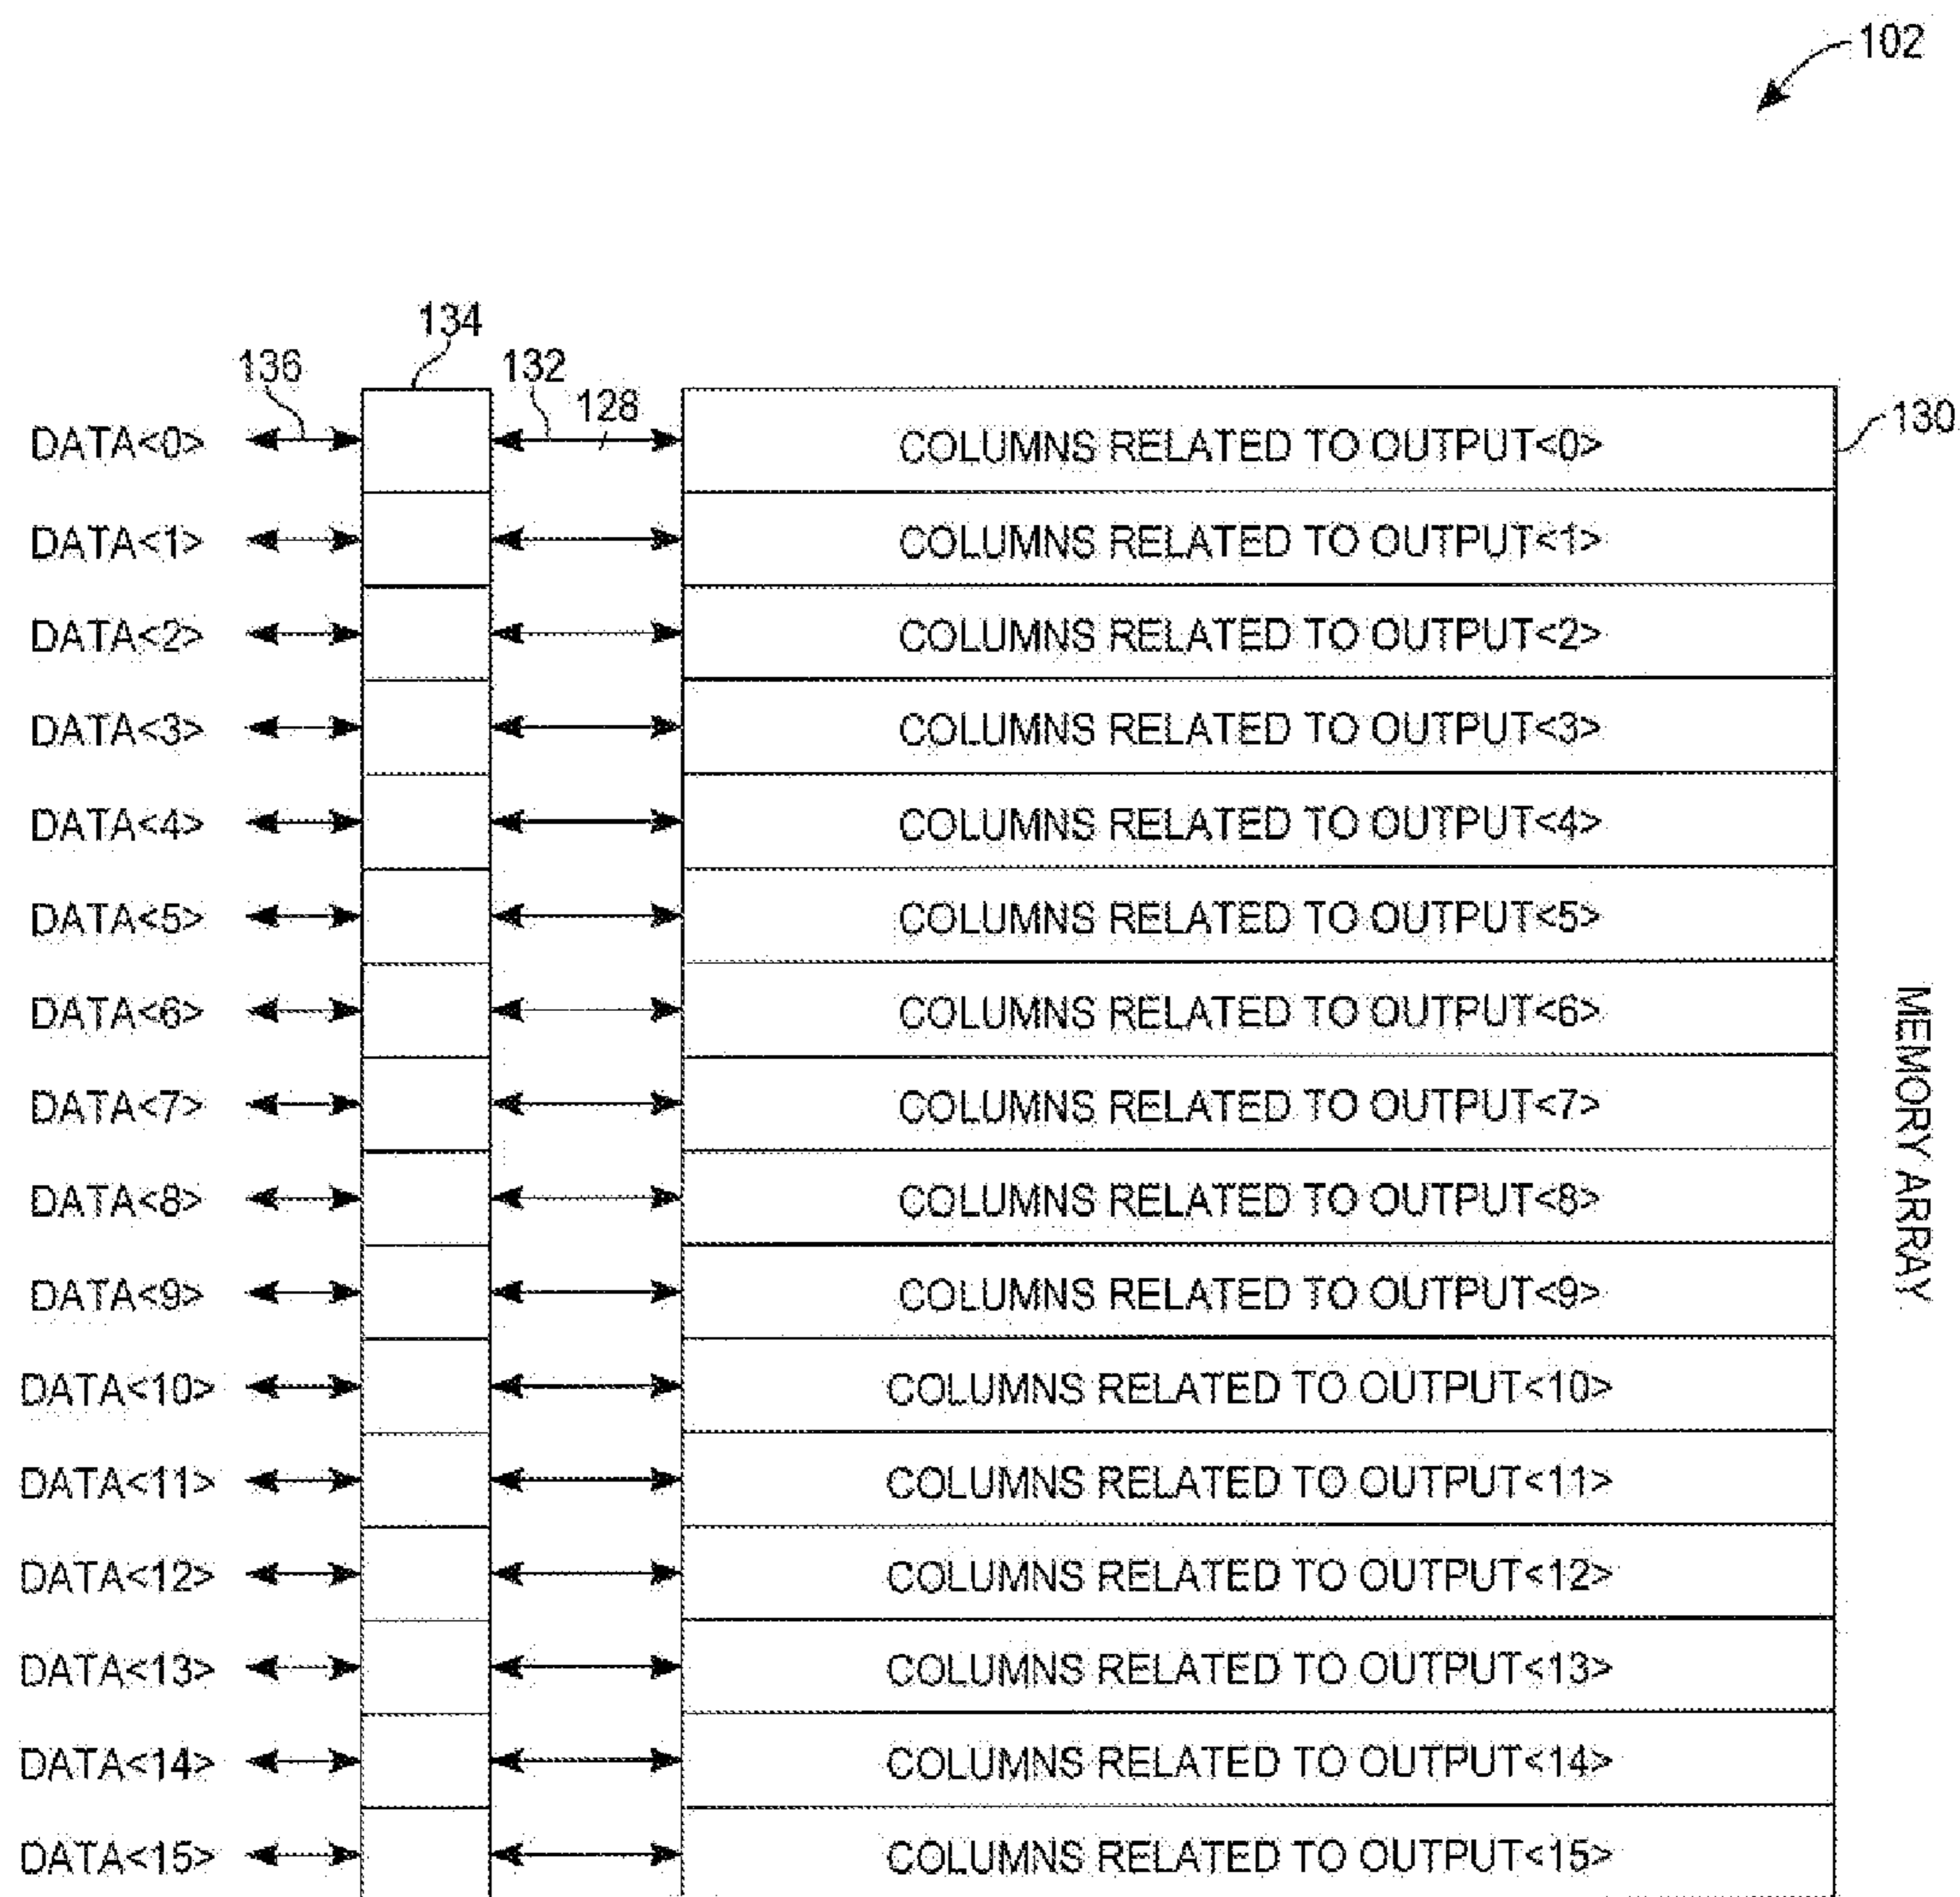 102
134
136
132
128
130
DATA<0> COLUMNS RELATED TO OUTPUT<0>
DATA<1> COLUMNS RELATED TO OUTPUT<1>
DATA<2> COLUMNS RELATED TO OUTPUT<2>
DATA<3> COLUMNS RELATED TO OUTPUT<3>
DATA<4> COLUMNS RELATED TO OUTPUT<4>
DATA<5> COLUMNS RELATED TO OUTPUT<5>
DATA<6> COLUMNS RELATED TO OUTPUT<6>
DATA<7> COLUMNS RELATED TO OUTPUT<7>
DATA<8> COLUMNS RELATED TO OUTPUT<8>
DATA<9> COLUMNS RELATED TO OUTPUT<9>
DATA<10> COLUMNS RELATED TO OUTPUT<10>
DATA<11> COLUMNS RELATED TO OUTPUT<11>
DATA<12> COLUMNS RELATED TO OUTPUT<12>
DATA<13> COLUMNS RELATED TO OUTPUT<13>
DATA<14> COLUMNS RELATED TO OUTPUT<14>
DATA<15> COLUMNS RELATED TO OUTPUT<15>
MEMORY ARRAY